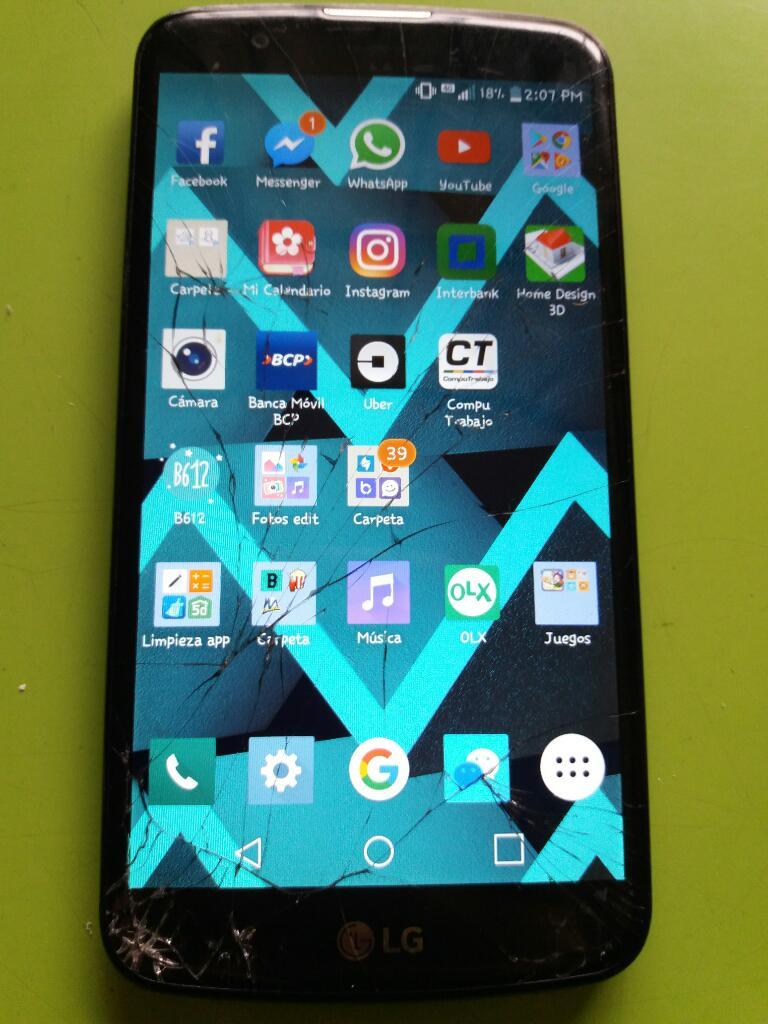 4G 18% 2:07 PM
1
Facebook Messenger WhatsApp YouTube Google
Carpeta Mi Calendario Instagram Interbank Home Design
3D
BCP CT
CompuTrabajo
Cámara Banca Móvil Uber Compu
BCP Trabajo
39
B612
B612 Fotos edit Carpeta
5d B OLX
Limpieza app Carpeta Música OLX Juegos
G
LG